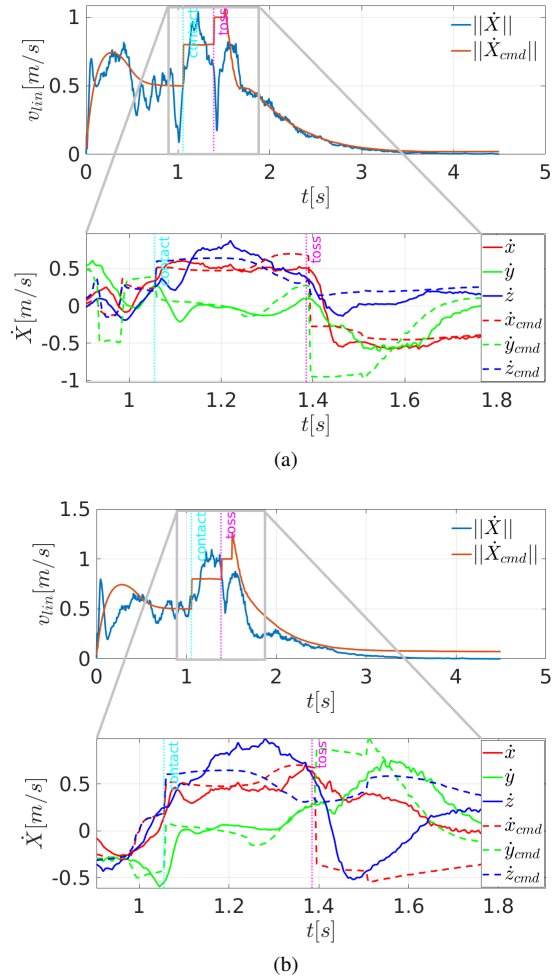 contact
toss
||Ẋ||
||Ẋ_cmd||
v_lin[m/s]
1
0.5
0
0 1 2 3 4 5
t[s]
contact
toss
ẋ
ẏ
ż
ẋ_cmd
ẏ_cmd
ż_cmd
Ẋ[m/s]
0.5
0
-0.5
-1
1 1.2 1.4 1.6 1.8
t[s]
(a)
contact
toss
||Ẋ||
||Ẋ_cmd||
v_lin[m/s]
1.5
1
0.5
0
0 1 2 3 4 5
t[s]
contact
toss
ẋ
ẏ
ż
ẋ_cmd
ẏ_cmd
ż_cmd
Ẋ[m/s]
0.5
0
-0.5
1 1.2 1.4 1.6 1.8
t[s]
(b)